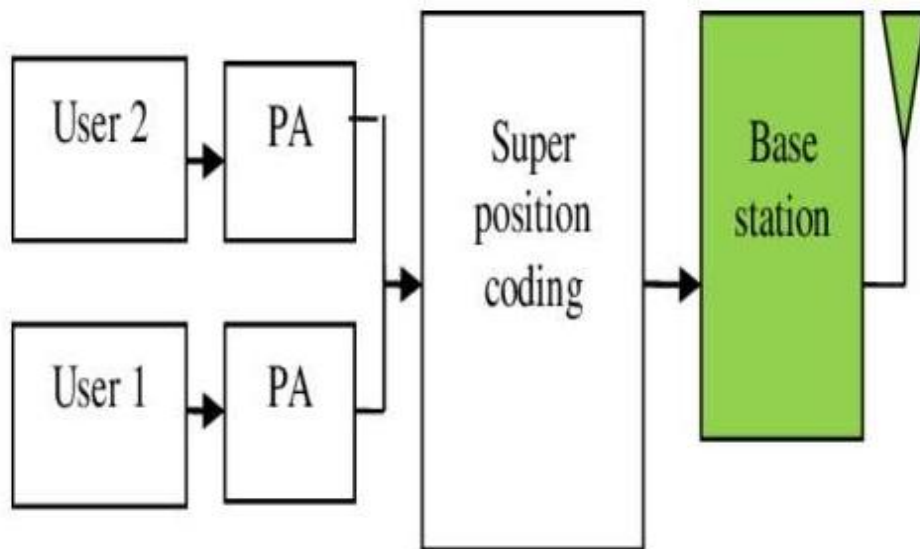 User 2
PA
Super
position
coding
Base
station
User 1
PA